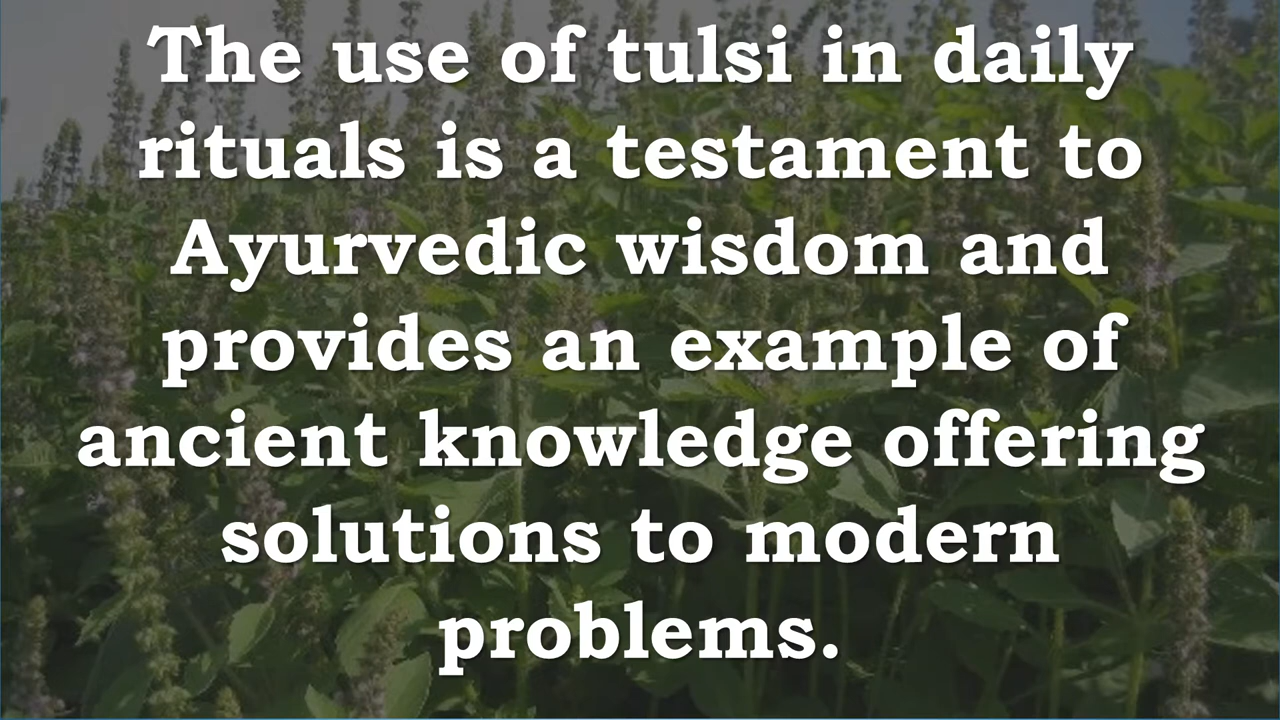 The use of tulsi in daily
rituals is a testament to
Ayurvedic wisdom and
provides an example of
ancient knowledge offering
solutions to modern
problems.